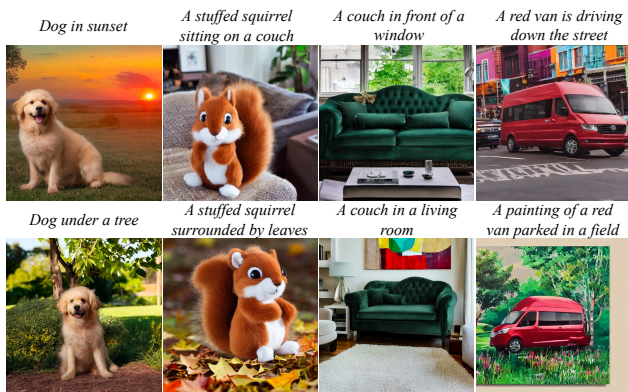 Dog in sunset
A stuffed squirrel
sitting on a couch
A couch in front of a
window
A red van is driving
down the street
Dog under a tree
A stuffed squirrel
surrounded by leaves
A couch in a living
room
A painting of a red
van parked in a field